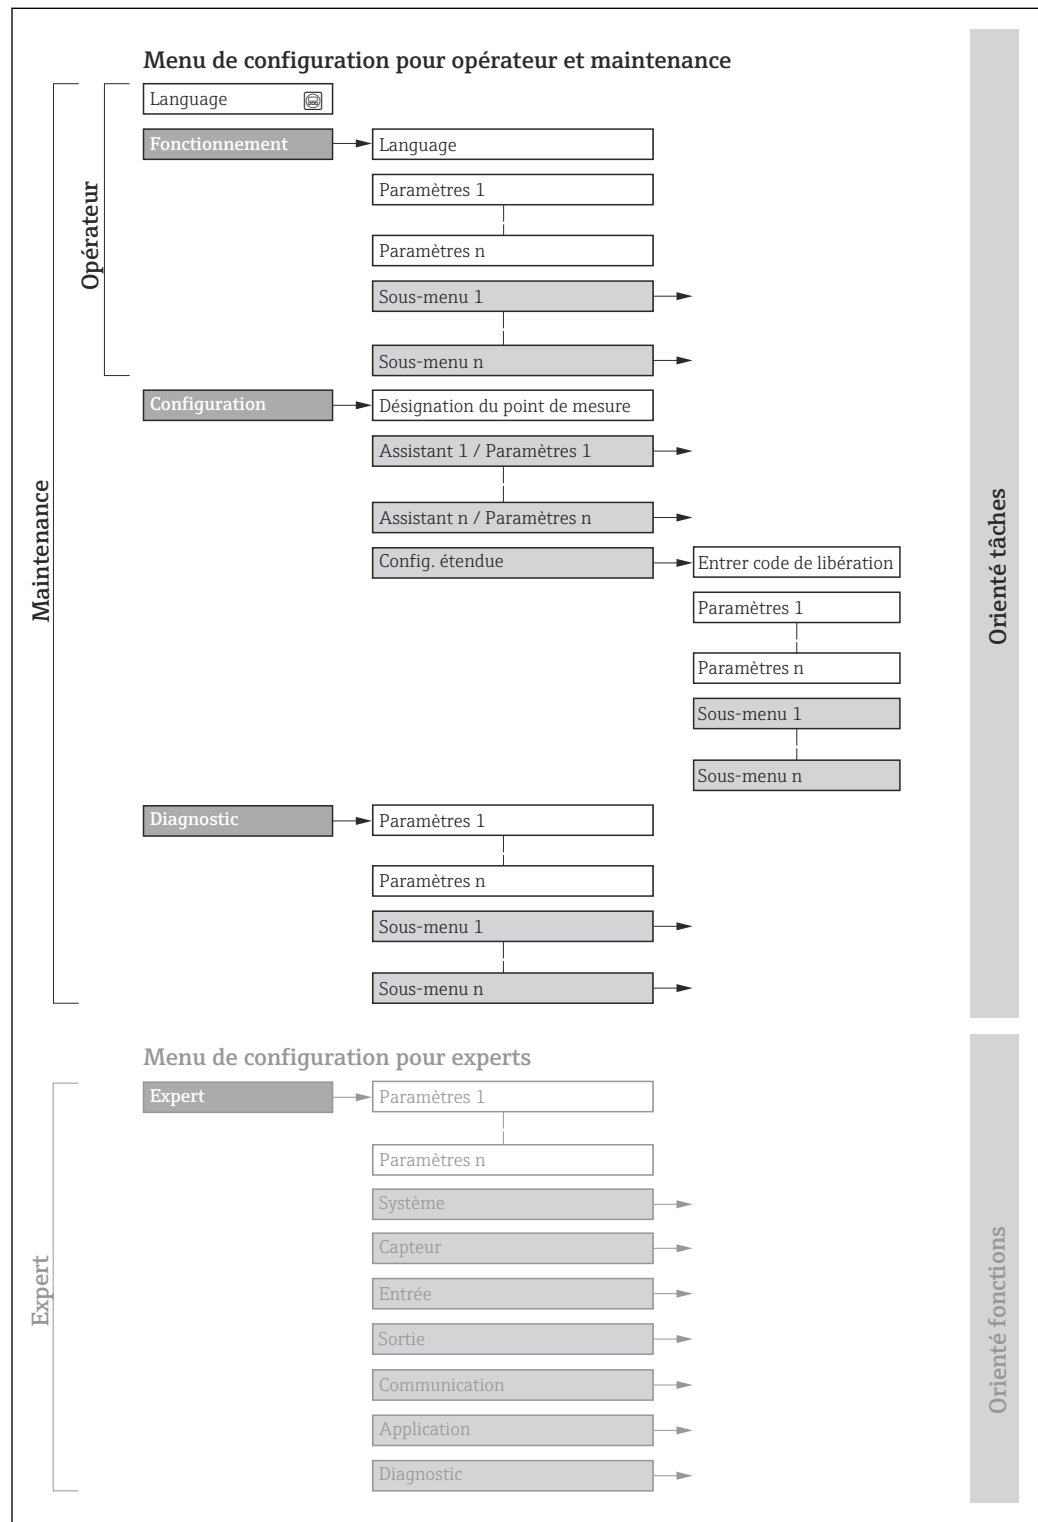 Menu de configuration pour opérateur et maintenance
Language
Fonctionnement
Language
Paramètres 1
Paramètres n
Sous-menu 1
Sous-menu n
Opérateur
Configuration
Désignation du point de mesure
Assistant 1 / Paramètres 1
Assistant n / Paramètres n
Config. étendue
Entrer code de libération
Paramètres 1
Paramètres n
Sous-menu 1
Sous-menu n
Maintenance
Orienté tâches
Diagnostic
Paramètres 1
Paramètres n
Sous-menu 1
Sous-menu n
Menu de configuration pour experts
Expert
Paramètres 1
Paramètres n
Système
Capteur
Entrée
Sortie
Communication
Application
Diagnostic
Expert
Orienté fonctions